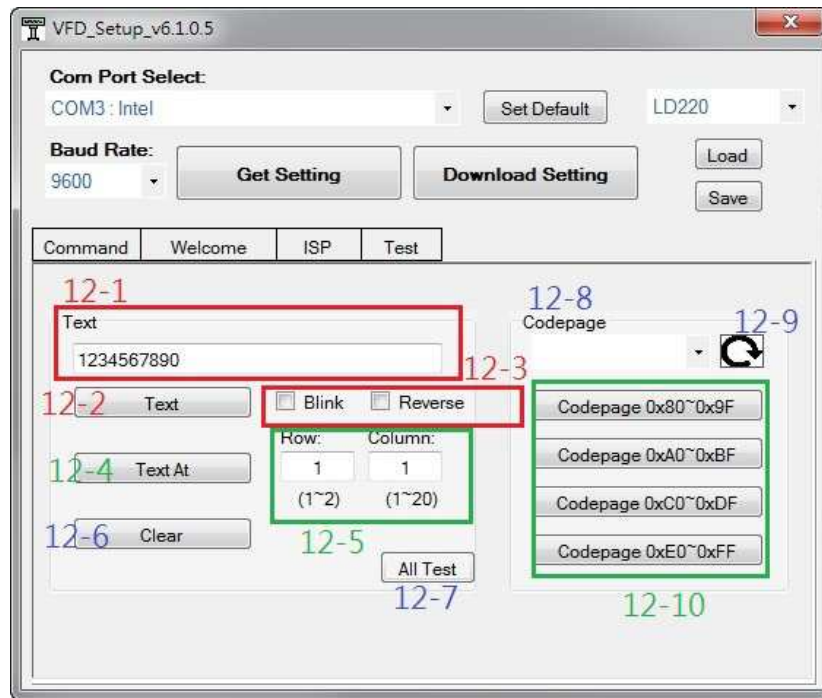 VFD_Setup_v6.1.0.5
Com Port Select:
COM3 : Intel
Set Default
LD220
Baud Rate:
9600
Get Setting
Download Setting
Load
Save
Command Welcome ISP Test
12-1
12-8
Text
Codepage
12-9
1234567890
12-3
12-2
Text
Blink
Reverse
Codepage 0x80~0x9F
Row: Column:
12-4
Text At
1 1
Codepage 0xA0~0xBF
(1~2) (1~20)
Codepage 0xC0~0xDF
12-6
Clear
12-5
Codepage 0xE0~0xFF
All Test
12-7
12-10